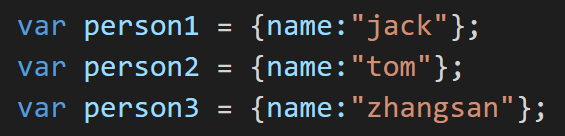 var person1 = {name:"jack"};
var person2 = {name:"tom"};
var person3 = {name:"zhangsan"};